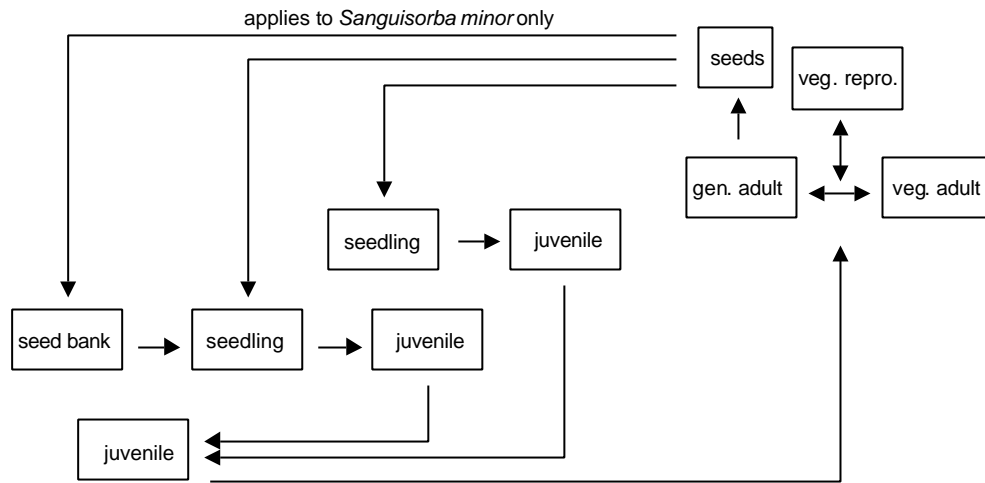 applies to Sanguisorba minor only
seeds
veg. repro.
gen. adult
veg. adult
seedling
juvenile
seed bank
seedling
juvenile
juvenile